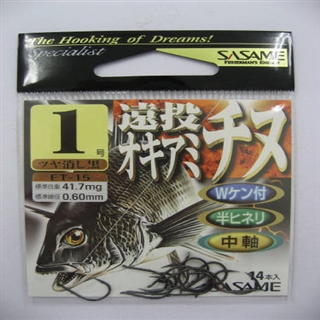 The Hooking of Dreams!
Specialist
SASAME
FISHERMAN'S ENERGY
1号
ツヤ消し黒
FT-15
標準自重 41.7mg
標準線径 0.60mm
遠投
オキアミチヌ
Wケン付
半ヒネリ
中軸
14本入
SASAME